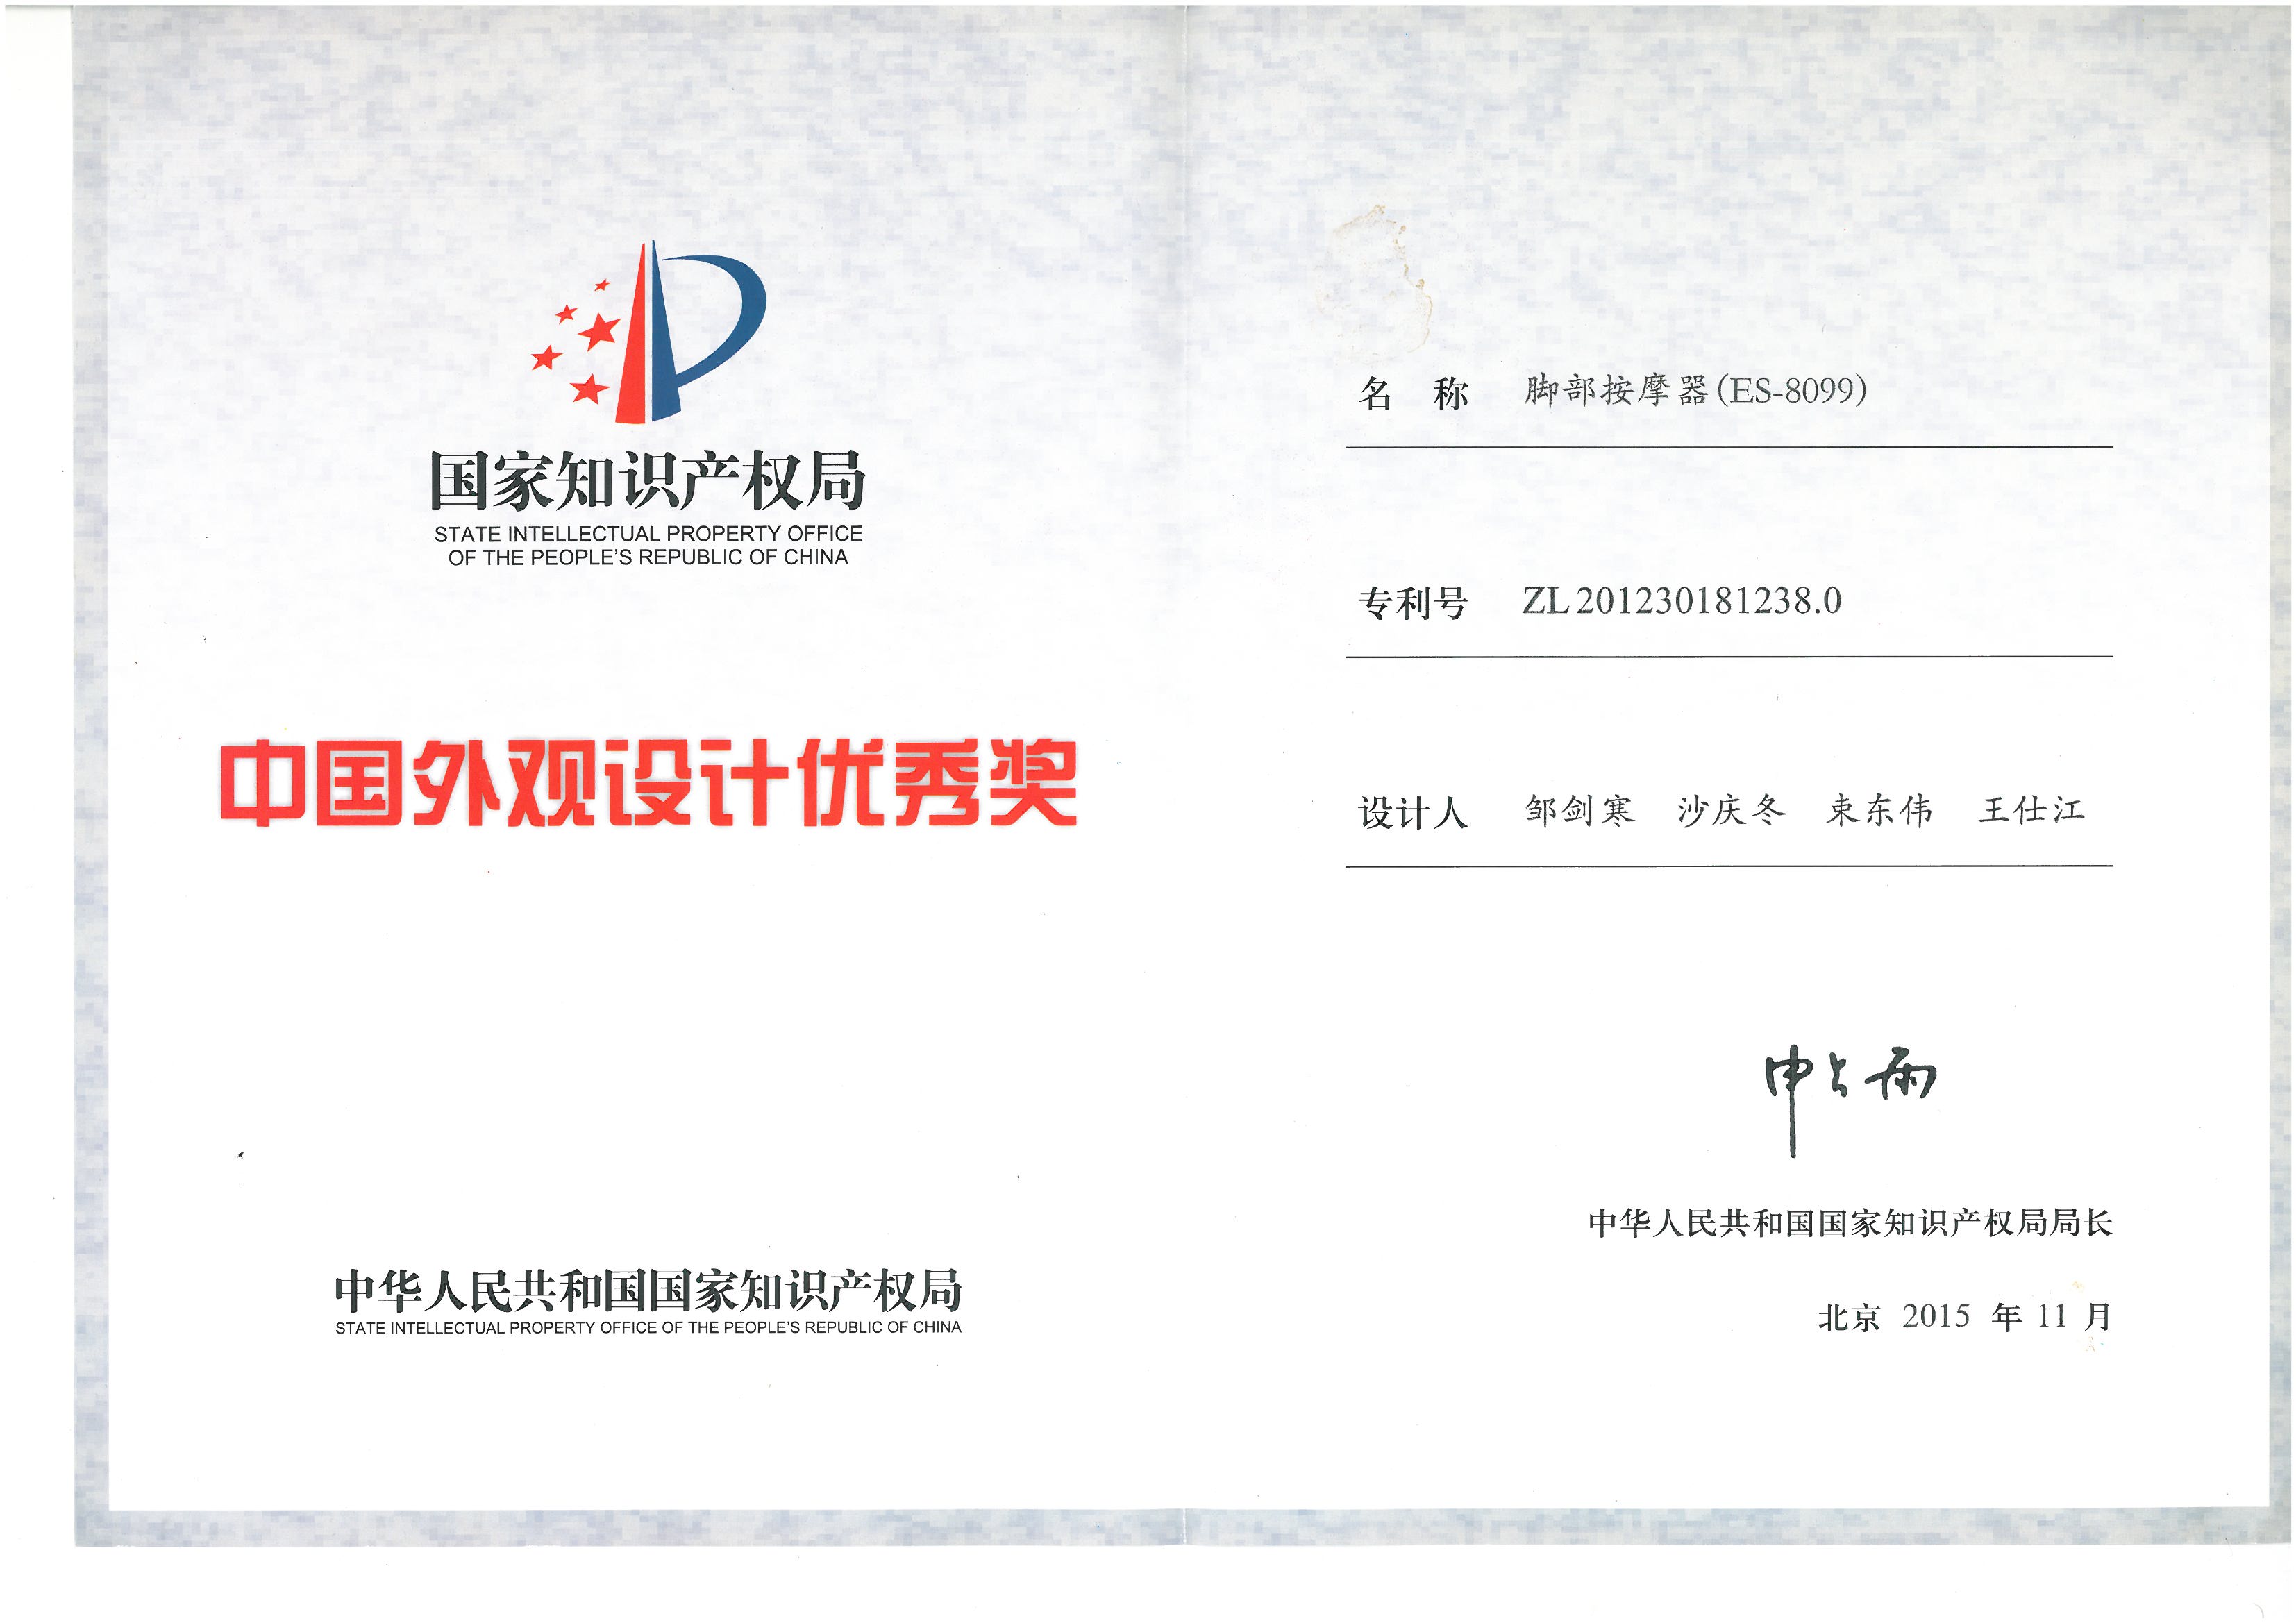 国家知识产权局
STATE INTELLECTUAL PROPERTY OFFICE
OF THE PEOPLE'S REPUBLIC OF CHINA
中国外观设计优秀奖
中华人民共和国国家知识产权局
STATE INTELLECTUAL PROPERTY OFFICE OF THE PEOPLE'S REPUBLIC OF CHINA
名 称 脚部按摩器(ES-8099)
专利号 ZL201230181238.0
设计人 邹剑寒 沙庆冬 束东伟 王仕江
申长雨
中华人民共和国国家知识产权局局长
北京 2015 年 11 月